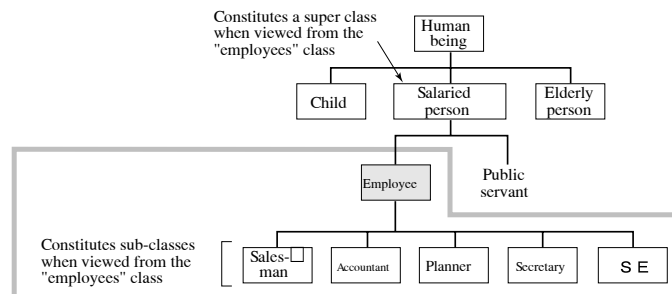 Constitutes a super class
when viewed from the
"employees" class
Human
being
Child
Salaried
person
Elderly
person
Employee
Public
servant
Constitutes sub-classes
when viewed from the
"employees" class
Sales-
man
Accountant
Planner
Secretary
S E